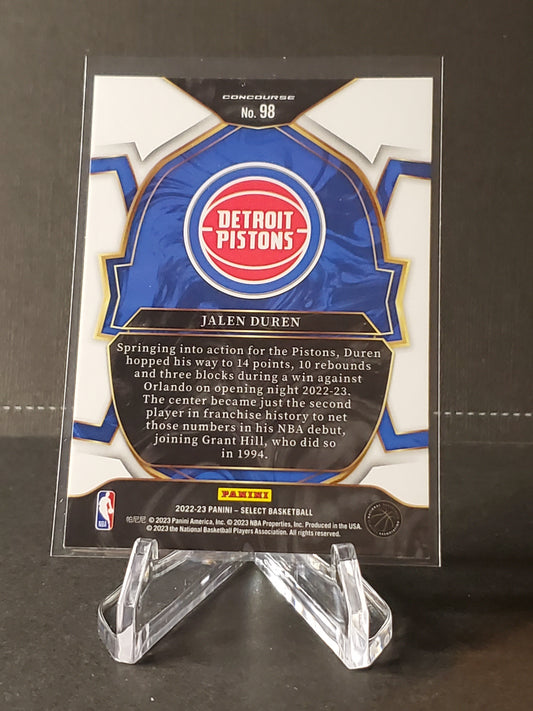 CONCOURSE
No. 98
DETROIT
PISTONS
JALEN DUREN
Springing into action for the Pistons, Duren
hopped his way to 14 points, 10 rebounds
and three blocks during a win against
Orlando on opening night 2022-23.
The center became just the second
player in franchise history to net
those numbers in his NBA debut,
joining Grant Hill, who did so
in 1994.
PANINI
2022-23 PANINI – SELECT BASKETBALL
帕尼尼 © 2023 Panini America, Inc. © 2023 NBA Properties, Inc. Produced in the USA.
© 2023 the National Basketball Players Association. All rights reserved.
NBA